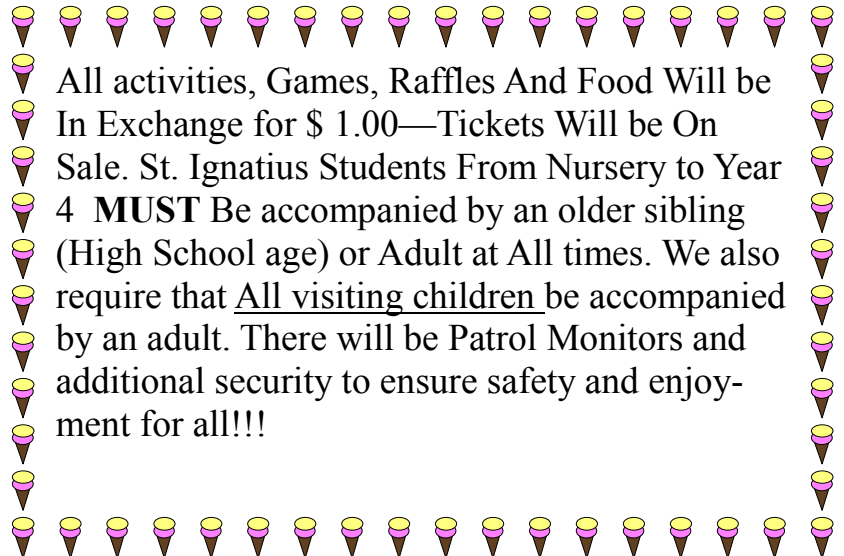 All activities, Games, Raffles And Food Will be
In Exchange for $ 1.00—Tickets Will be On
Sale. St. Ignatius Students From Nursery to Year
4  MUST Be accompanied by an older sibling
(High School age) or Adult at All times. We also
require that All visiting children be accompanied
by an adult. There will be Patrol Monitors and
additional security to ensure safety and enjoy-
ment for all!!!